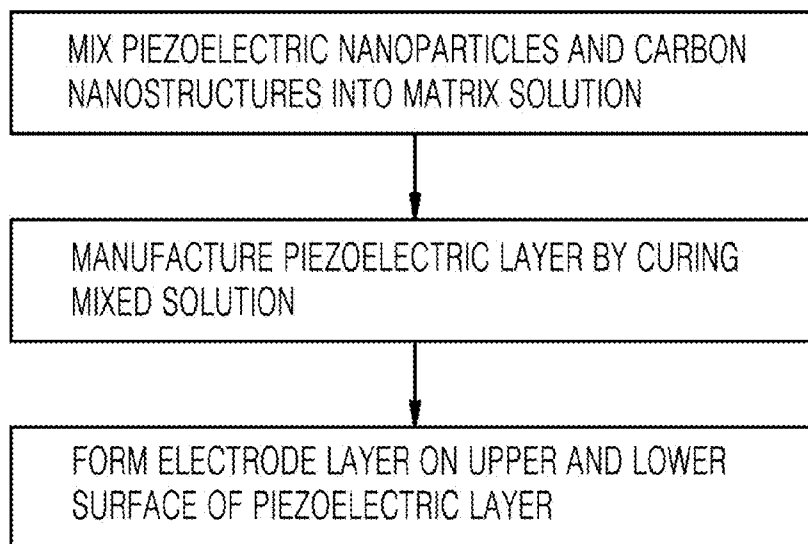 MIX PIEZOELECTRIC NANOPARTICLES AND CARBON
NANOSTRUCTURES INTO MATRIX SOLUTION
MANUFACTURE PIEZOELECTRIC LAYER BY CURING
MIXED SOLUTION
FORM ELECTRODE LAYER ON UPPER AND LOWER
SURFACE OF PIEZOELECTRIC LAYER